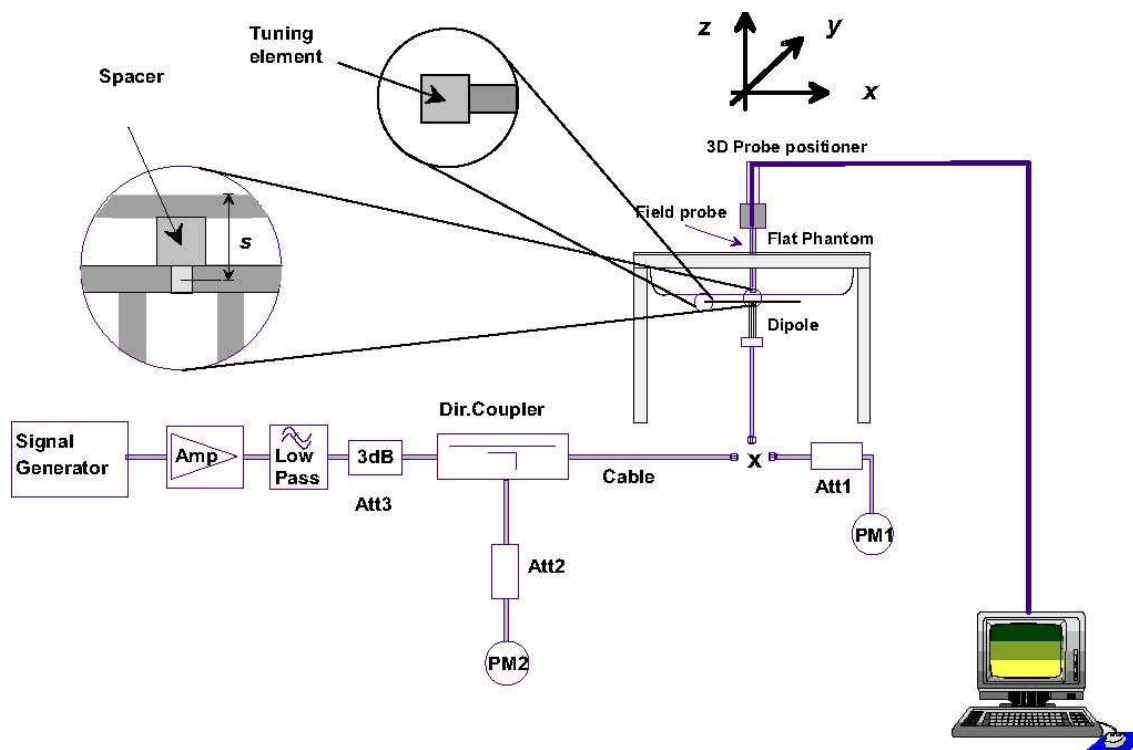 Tuning
element
Spacer
z
y
x
3D Probe positioner
Field probe
Flat Phantom
s
Dipole
Dir.Coupler
Signal
Generator
Amp
Low
Pass
3dB
Att3
Cable
x
Att1
PM1
Att2
PM2